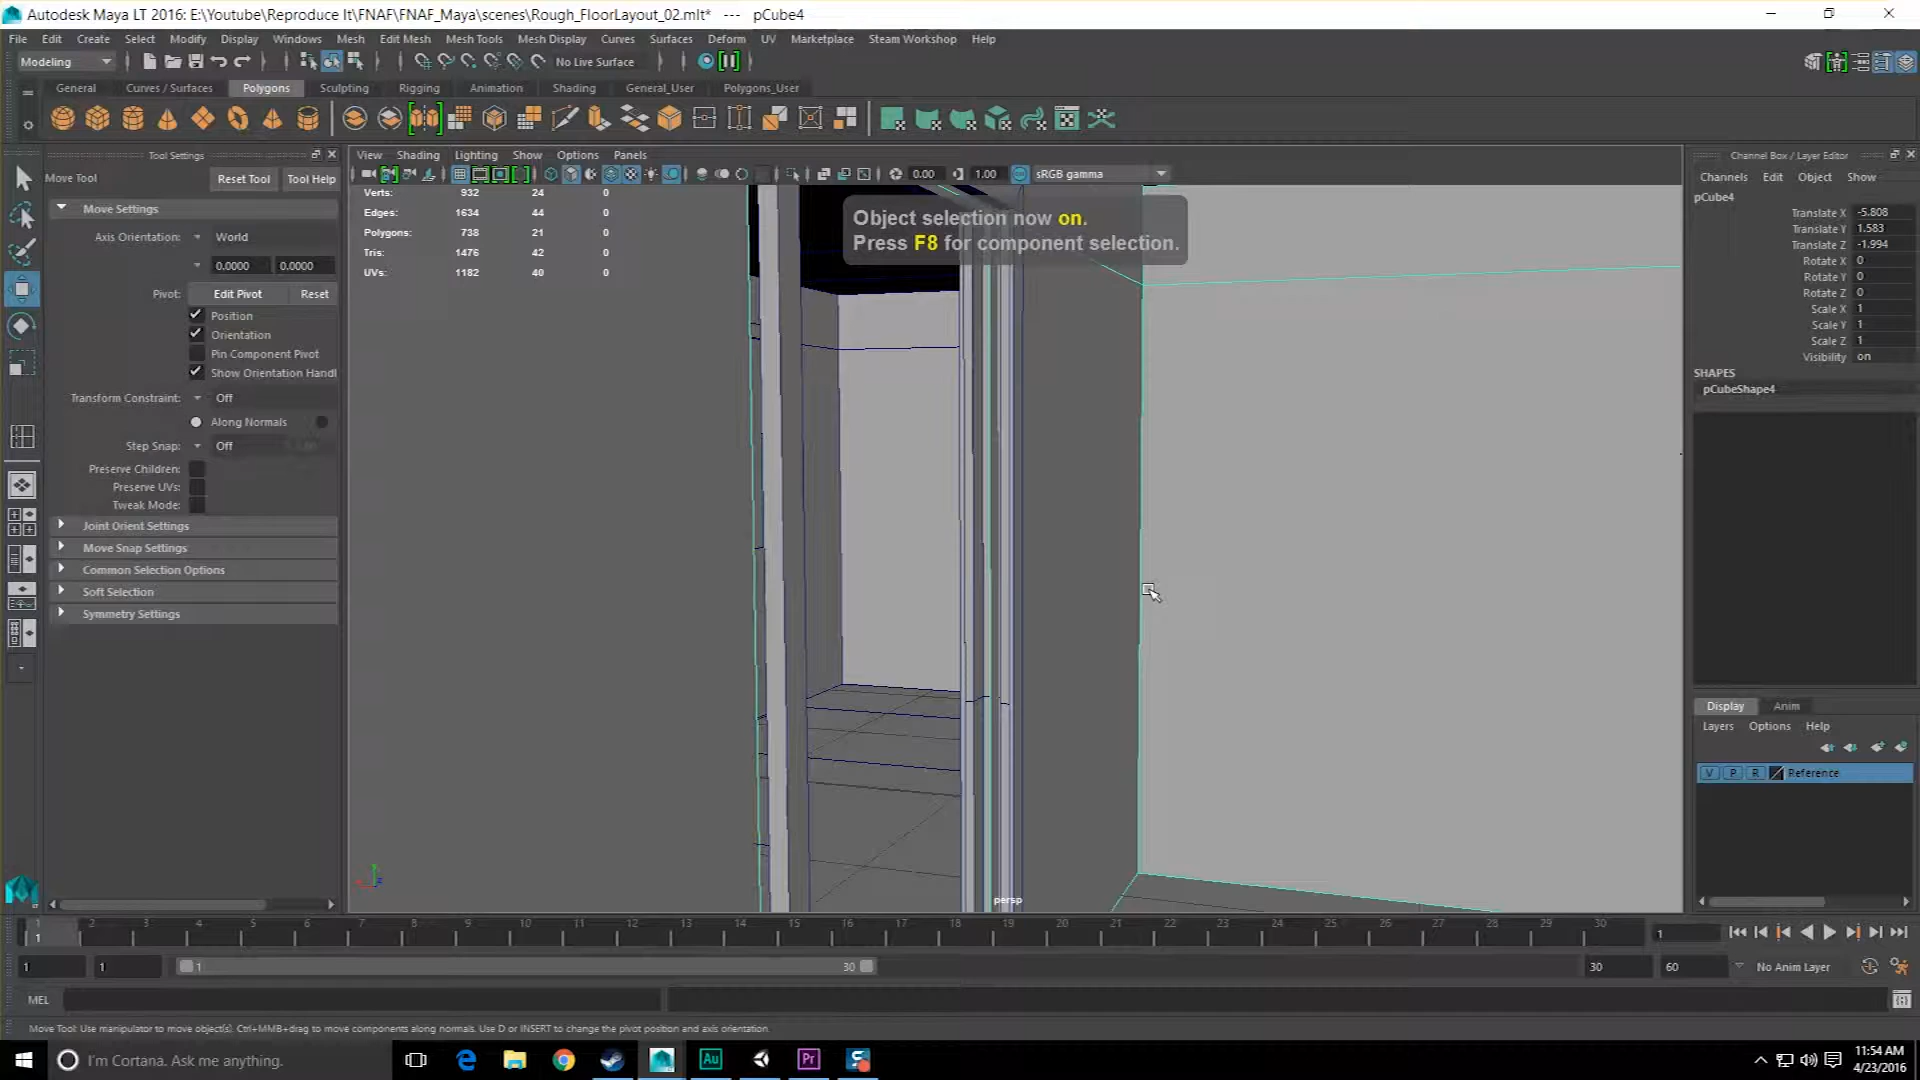 Autodesk Maya LT 2016: E:\Youtube\Reproduce It\FNAF\FNAF_Maya\scenes\Rough_FloorLayout_02.mlt* --- pCube4
File Edit Create Select Modify Display Windows Mesh Edit Mesh Mesh Tools Mesh Display Curves Surfaces Deform UV Marketplace Steam Workshop Help
Modeling No Live Surface
General Curves / Surfaces Polygons Sculpting Rigging Animation Shading General_User Polygons_User
Tool Settings
Move Tool Reset Tool Tool Help
Move Settings
Axis Orientation: World
0.0000 0.0000
Pivot: Edit Pivot Reset
Position
Orientation
Pin Component Pivot
Show Orientation Handl
Transform Constraint: Off
Along Normals
Step Snap: Off
Preserve Children:
Preserve UVs:
Tweak Mode:
Joint Orient Settings
Move Snap Settings
Common Selection Options
Soft Selection
Symmetry Settings
View Shading Lighting Show Options Panels
0.00 1.00 sRGB gamma
Verts: 932 24 0
Edges: 1634 44 0
Polygons: 738 21 0
Tris: 1476 42 0
UVs: 1182 40 0
Object selection now on.
Press F8 for component selection.
persp
Channel Box / Layer Editor
Channels Edit Object Show
pCube4
Translate X -5.808
Translate Y 1.583
Translate Z -1.994
Rotate X 0
Rotate Y 0
Rotate Z 0
Scale X 1
Scale Y 1
Scale Z 1
Visibility on
SHAPES
pCubeShape4
Display Anim
Layers Options Help
V P R Reference
1 2 3 4 5 6 7 8 9 10 11 12 13 14 15 16 17 18 19 20 21 22 23 24 25 26 27 28 29 30
1 1
1 1 1 30 30 60 No Anim Layer
MEL
Move Tool: Use manipulator to move object(s). Ctrl+MMB+drag to move components along normals. Use D or INSERT to change the pivot position and axis orientation.
I'm Cortana. Ask me anything.
Au Pr
11:54 AM
4/23/2016